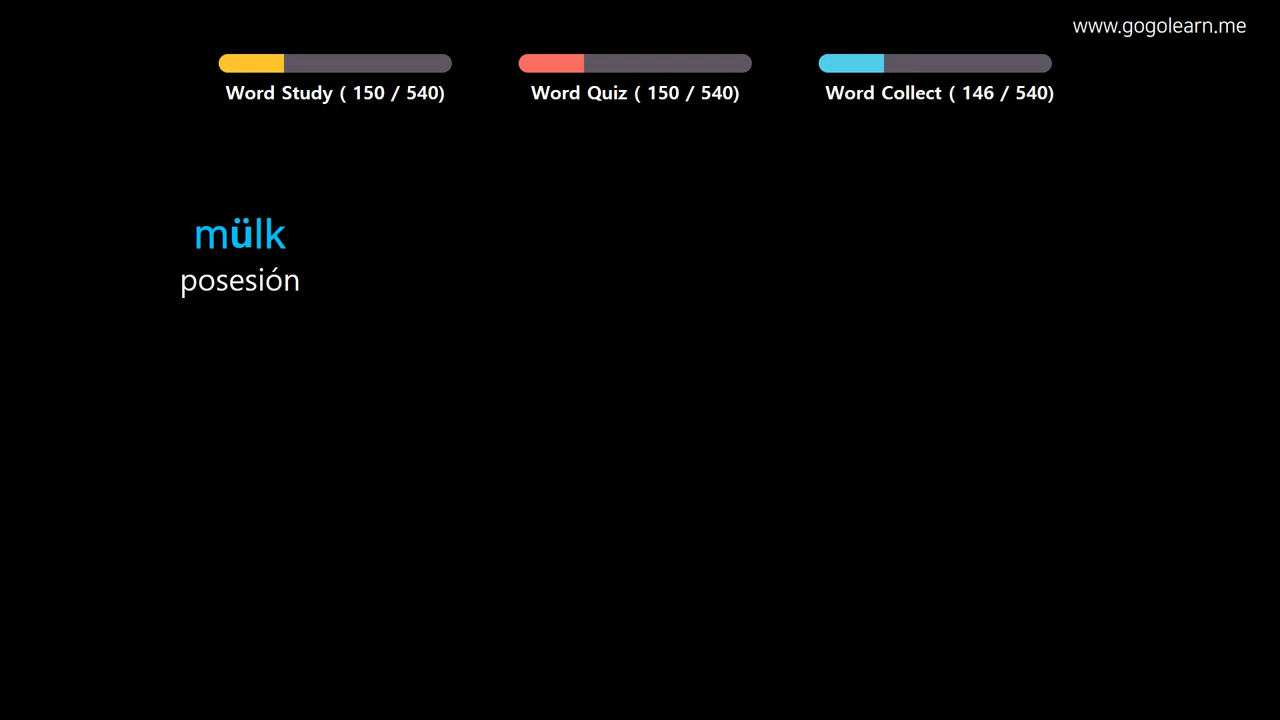 www.gogolearn.me
Word Study ( 150 / 540)
Word Quiz ( 150 / 540)
Word Collect ( 146 / 540)
mülk
posesión